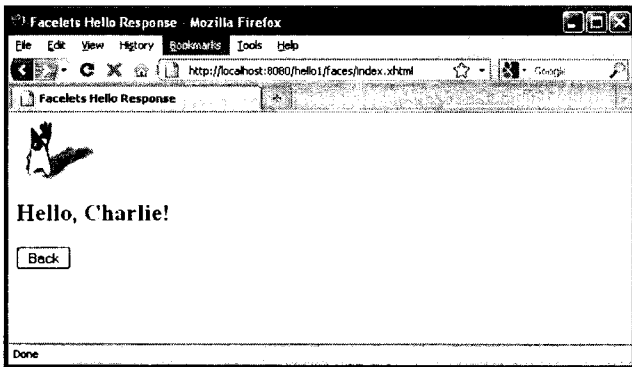 Facelets Hello Response - Mozilla Firefox
File Edit View History Bookmarks Tools Help
http://localhost:8080/hello1/faces/index.xhtml Google
Facelets Hello Response
Hello, Charlie!
Back
Done